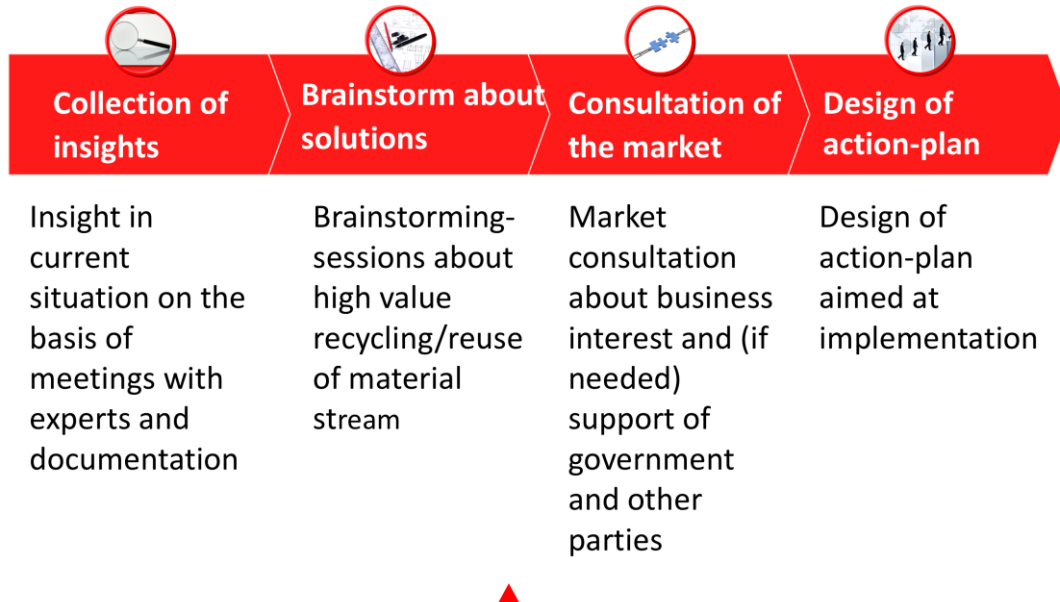 Collection of
insights
Brainstorm about
solutions
Consultation of
the market
Design of
action-plan
Insight in
current
situation on the
basis of
meetings with
experts and
documentation
Brainstorming-
sessions about
high value
recycling/reuse
of material
stream
Market
consultation
about business
interest and (if
needed)
support of
government
and other
parties
Design of
action-plan
aimed at
implementation